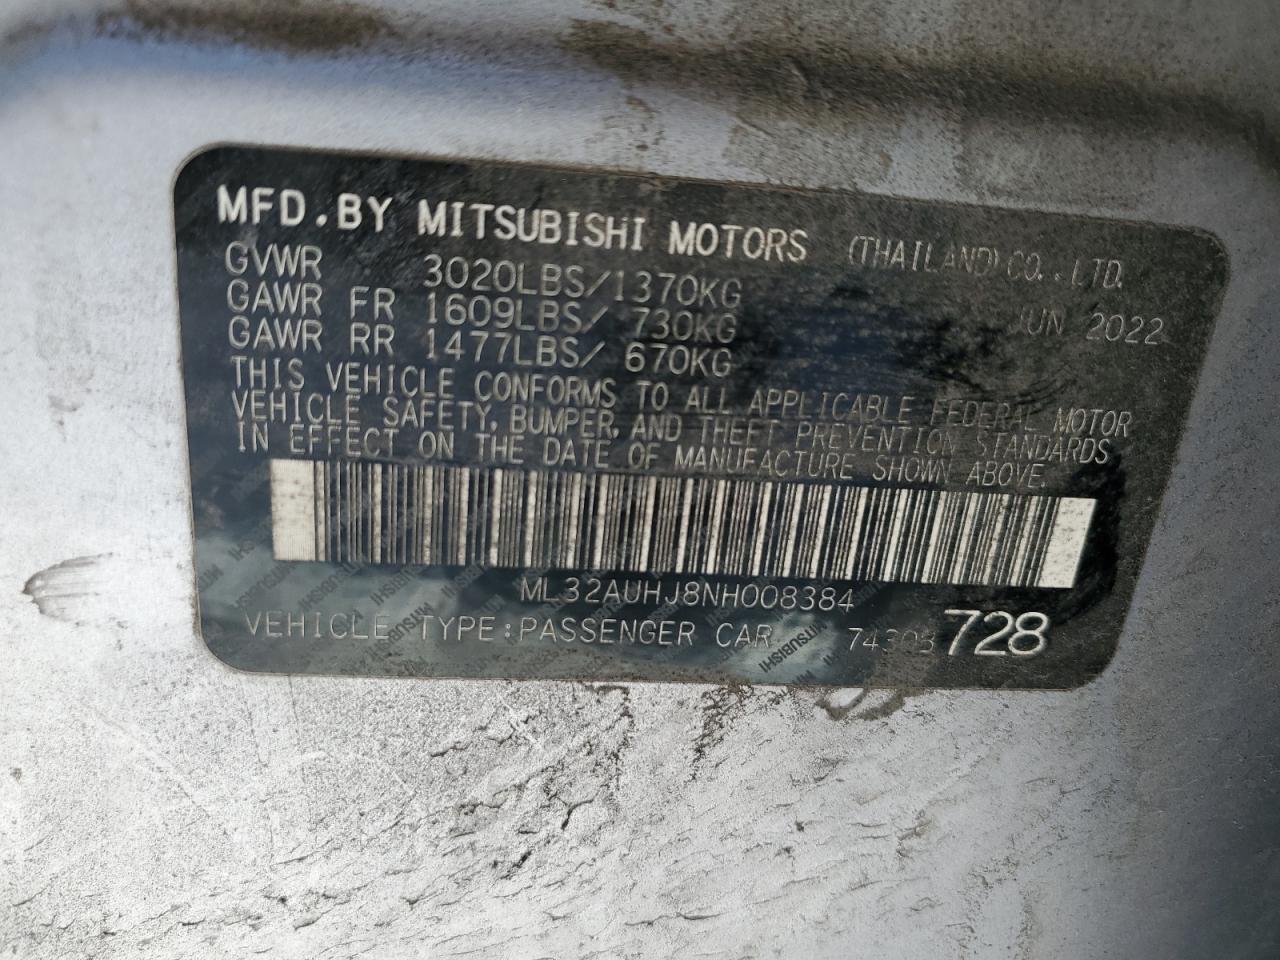 MFD.BY MITSUBISHI MOTORS (THAILAND) CO., LTD.
GVWR 3020LBS/1370KG JUN 2022
GAWR FR 1609LBS/ 730KG
GAWR RR 1477LBS/ 670KG
THIS VEHICLE CONFORMS TO ALL APPLICABLE FEDERAL MOTOR
VEHICLE SAFETY, BUMPER, AND THEFT PREVENTION STANDARDS
IN EFFECT ON THE DATE OF MANUFACTURE SHOWN ABOVE.
ML32AUHJ8NH008384
VEHICLE TYPE:PASSENGER CAR 728